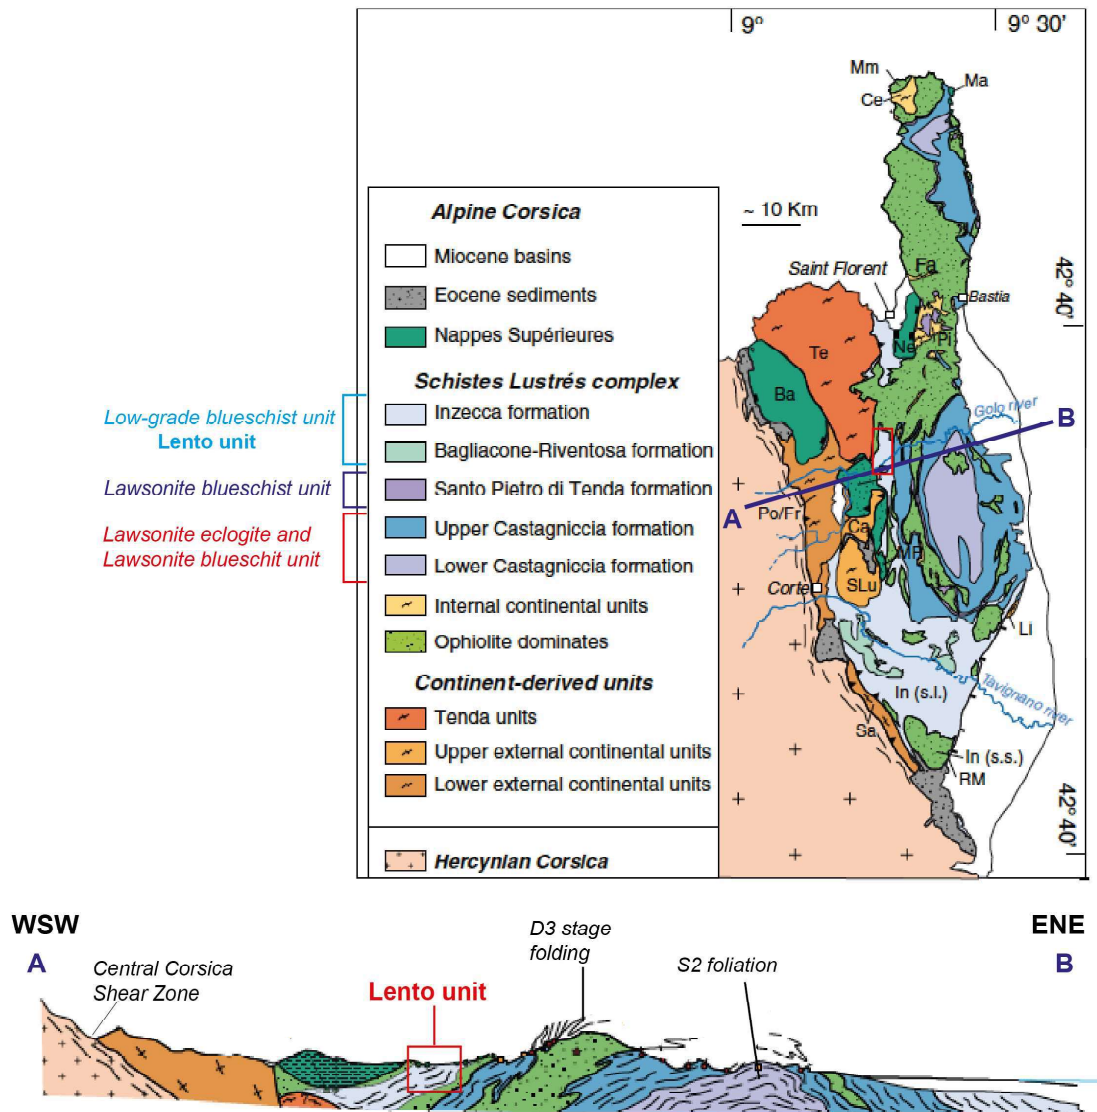 9º
9º 30'
Mm
Ma
Ce
~ 10 Km
Saint Florent
Fa
Bastia
42º 40'
Ne
Pi
Te
Ba
Golo river
B
A
Po/Fr
Ca
MP
SLu
Corte
Li
In (s.l.)
Tavignano river
Sa
In (s.s.)
RM
42º 40'
Alpine Corsica
Miocene basins
Eocene sediments
Nappes Supérieures
Schistes Lustrés complex
Inzecca formation
Bagliacone-Riventosa formation
Santo Pietro di Tenda formation
Upper Castagniccia formation
Lower Castagniccia formation
Internal continental units
Ophiolite dominates
Continent-derived units
Tenda units
Upper external continental units
Lower external continental units
Hercynian Corsica
Low-grade blueschist unit
Lento unit
Lawsonite blueschist unit
Lawsonite eclogite and
Lawsonite blueschit unit
WSW
ENE
A
B
Central Corsica
Shear Zone
Lento unit
D3 stage
folding
S2 foliation